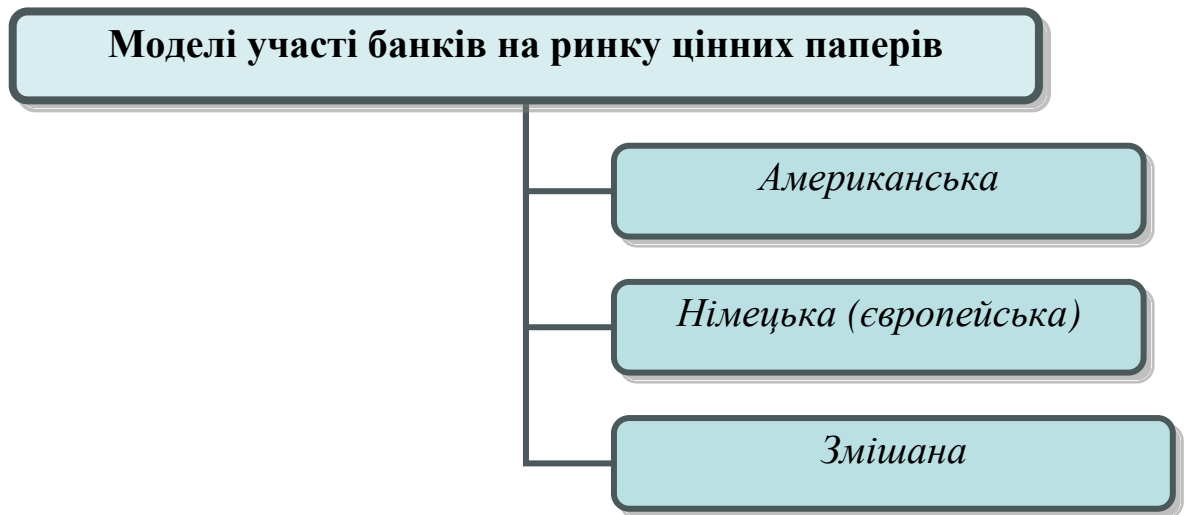 Моделі участі банків на ринку цінних паперів
Американська
Німецька (європейська)
Змішана